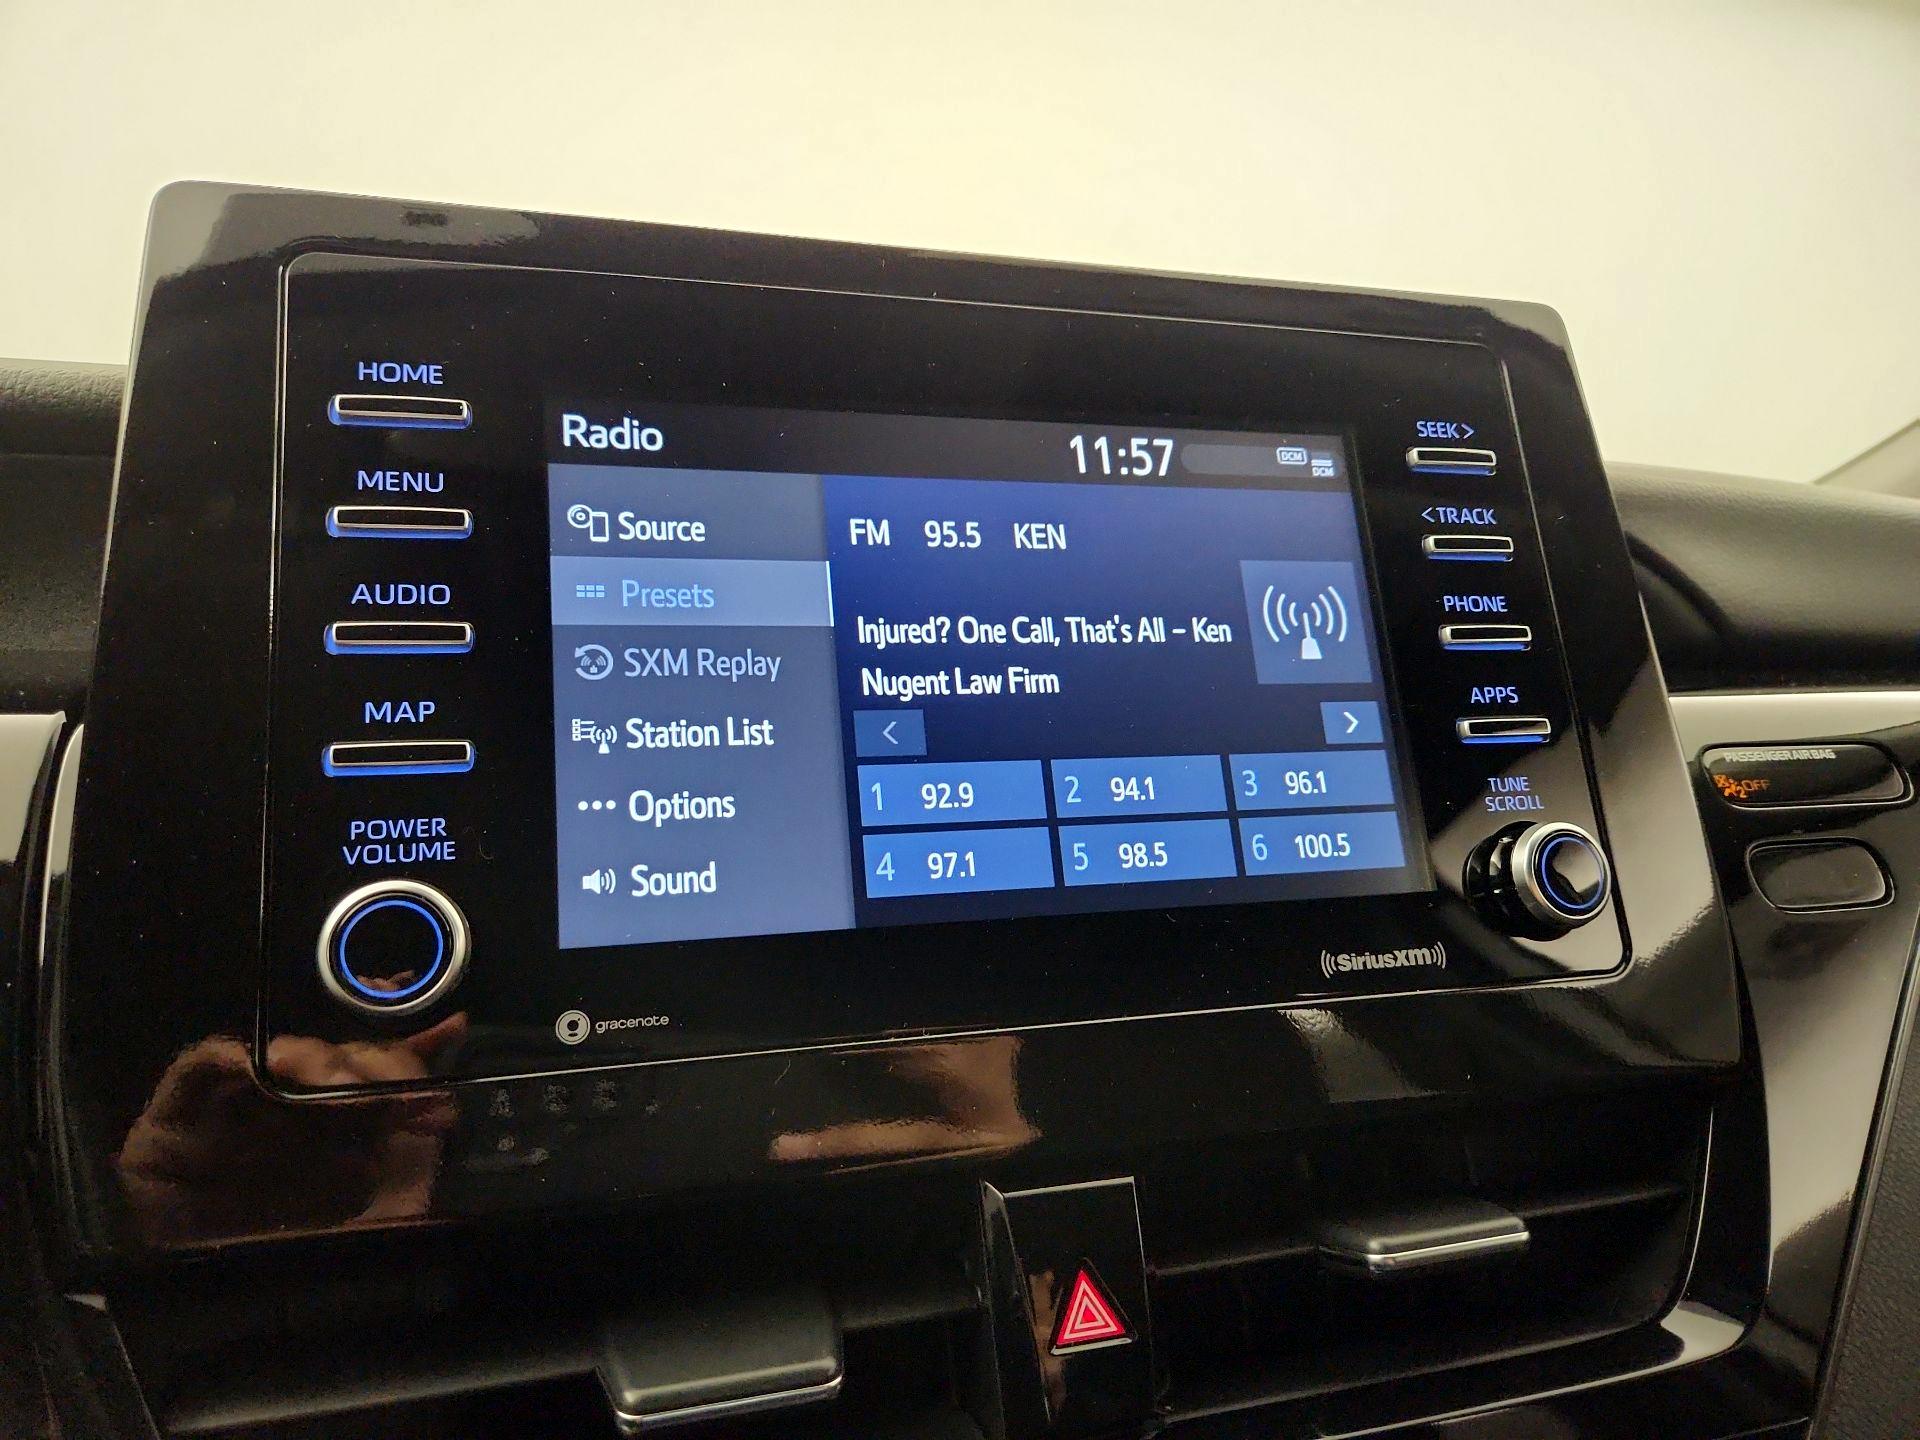 HOME
MENU
AUDIO
MAP
POWER
VOLUME
Radio
11:57
DCM
DCM
Source
Presets
SXM Replay
Station List
Options
Sound
FM 95.5 KEN
Injured? One Call, That's All – Ken
Nugent Law Firm
<
>
1 92.9
2 94.1
3 96.1
4 97.1
5 98.5
6 100.5
SEEK >
< TRACK
PHONE
APPS
TUNE
SCROLL
gracenote
SiriusXM
PASSENGER AIR BAG
OFF